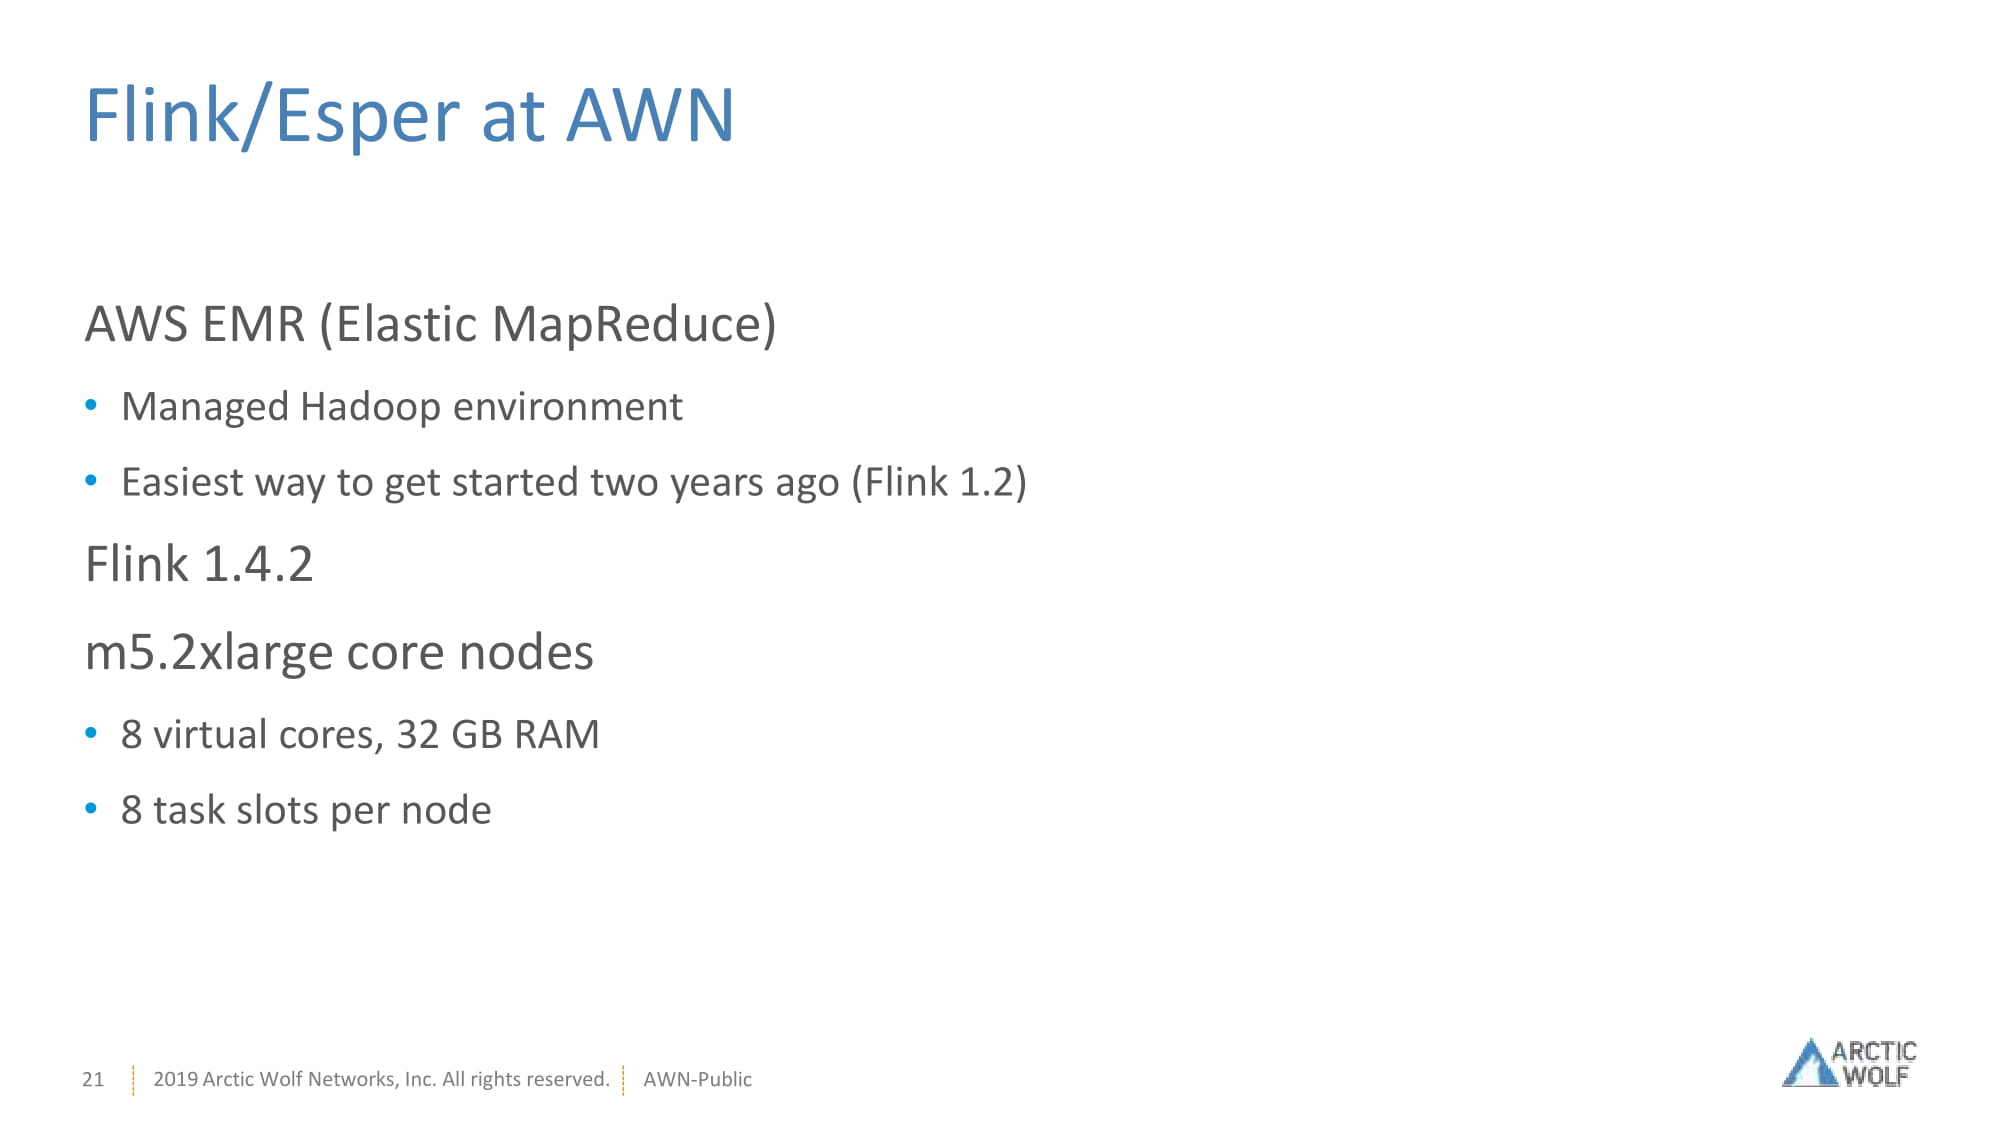 Flink/Esper at AWN
AWS EMR (Elastic MapReduce)
• Managed Hadoop environment
• Easiest way to get started two years ago (Flink 1.2)
Flink 1.4.2
m5.2xlarge core nodes
• 8 virtual cores, 32 GB RAM
• 8 task slots per node
21 2019 Arctic Wolf Networks, Inc. All rights reserved. AWN-Public
ARCTIC
WOLF